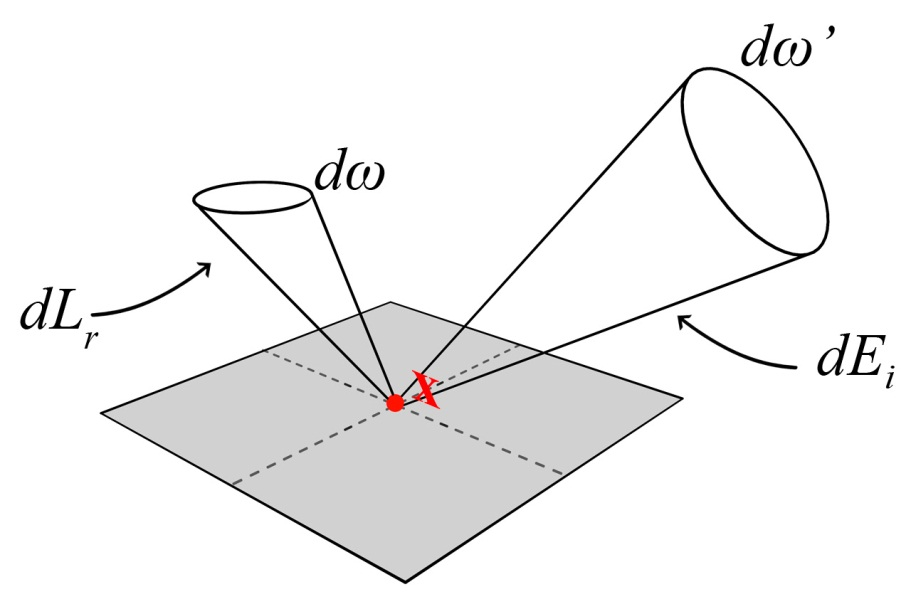 dω’
dω
dL_r
x
dE_i